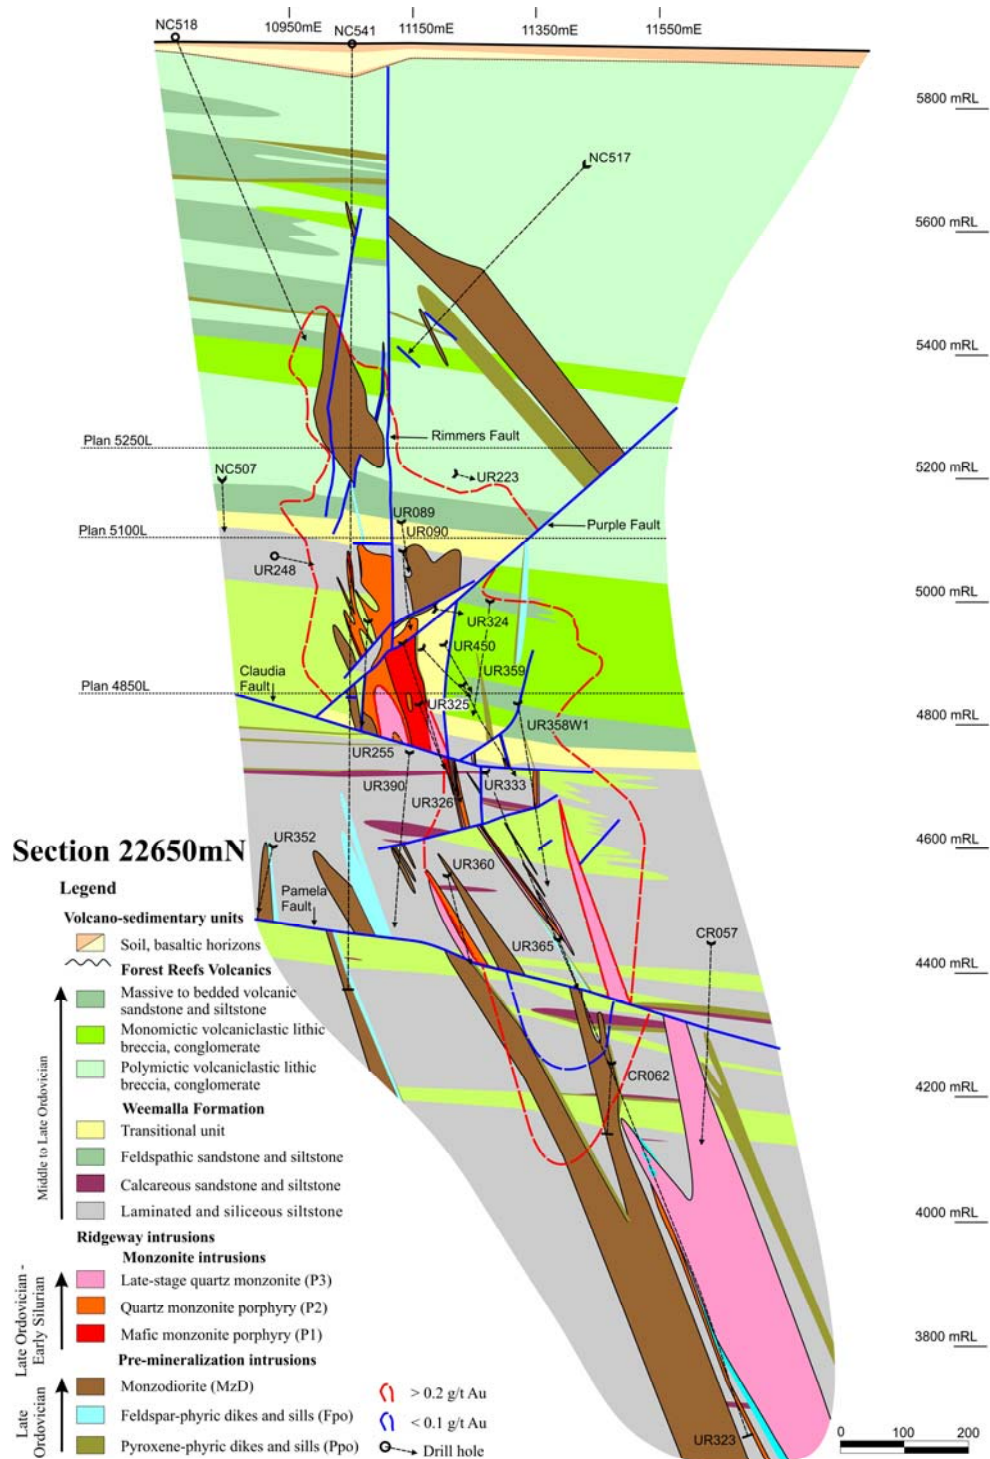 NC518
NC541
10950mE
11150mE
11350mE
11550mE
5800 mRL
NC517
5600 mRL
5400 mRL
Rimmers Fault
Plan 5250L
NC507
UR223
5200 mRL
UR089
Purple Fault
Plan 5100L
UR090
UR248
5000 mRL
UR324
UR450
Claudia
Fault
UR359
Plan 4850L
UR325
UR358W1
4800 mRL
UR255
UR390
UR333
UR326
4600 mRL
UR352
UR360
Pamela
Fault
UR365
CR057
4400 mRL
CR062
4200 mRL
4000 mRL
3800 mRL
UR323
0 100 200
Section 22650mN
Legend
Volcano-sedimentary units
Soil, basaltic horizons
Forest Reefs Volcanics
Massive to bedded volcanic
sandstone and siltstone
Monomictic volcaniclastic lithic
breccia, conglomerate
Polymictic volcaniclastic lithic
breccia, conglomerate
Weemalla Formation
Transitional unit
Feldspathic sandstone and siltstone
Calcareous sandstone and siltstone
Laminated and siliceous siltstone
Middle to Late Ordovician
Ridgeway intrusions
Monzonite intrusions
Late-stage quartz monzonite (P3)
Quartz monzonite porphyry (P2)
Mafic monzonite porphyry (P1)
Late Ordovician -
Early Silurian
Pre-mineralization intrusions
Monzodiorite (MzD)
Feldspar-phyric dikes and sills (Fpo)
Pyroxene-phyric dikes and sills (Ppo)
Late
Ordovician
> 0.2 g/t Au
< 0.1 g/t Au
Drill hole